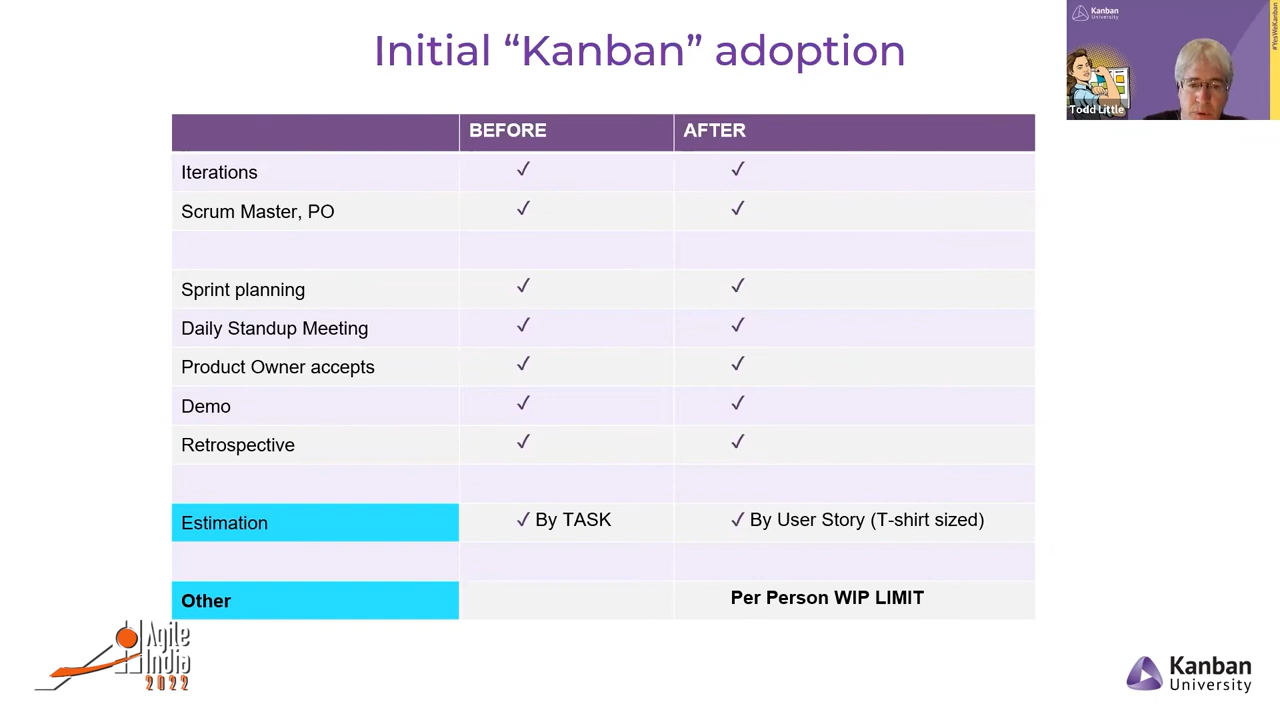 Initial “Kanban” adoption
Kanban
University
#YesWeKanban
Todd Little
BEFORE AFTER
Iterations ✓ ✓
Scrum Master, PO ✓ ✓
Sprint planning ✓ ✓
Daily Standup Meeting ✓ ✓
Product Owner accepts ✓ ✓
Demo ✓ ✓
Retrospective ✓ ✓
Estimation ✓ By TASK ✓ By User Story (T-shirt sized)
Other Per Person WIP LIMIT
Agile
India
2022
Kanban
University